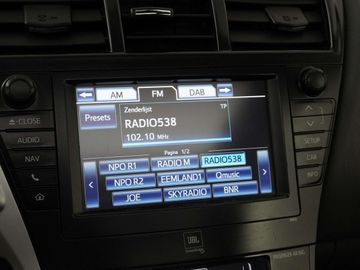 AM FM DAB
Zenderlijst TP
Presets
RADIO538
102.10 MHz
Pagina 1/2
NPO R1 RADIO M RADIO538
NPO R2 EEMLAND1 Qmusic
JOE SKYRADIO BNR
CLOSE
AUDIO
NAV
SETUP
CAR
INFO
JBL